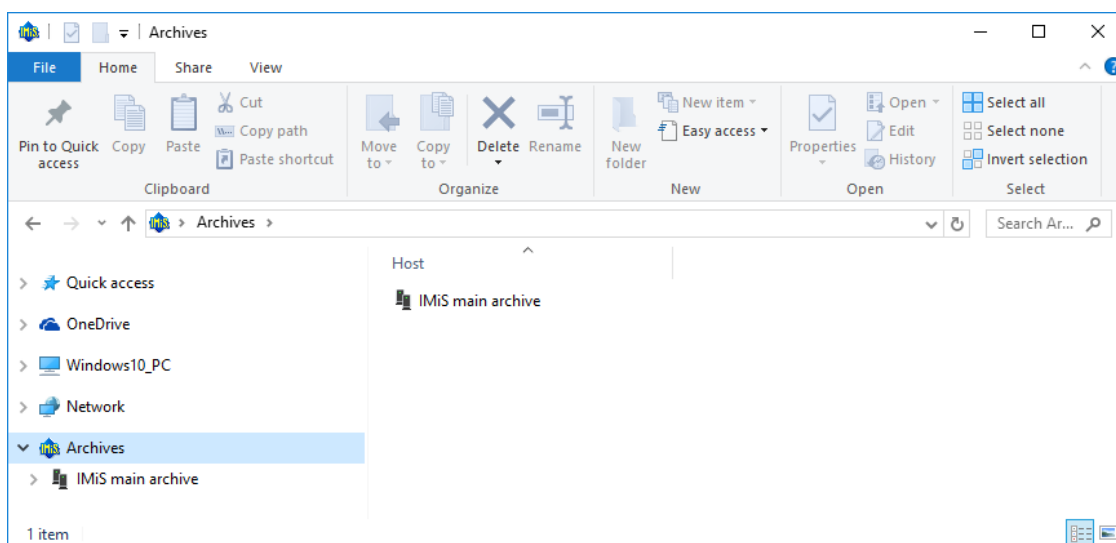 IMiS Archives
File Home Share View
Pin to Quick access
Copy
Paste
Cut
Copy path
Paste shortcut
Clipboard
Move to
Copy to
Delete
Rename
Organize
New folder
New item
Easy access
New
Properties
Open
Edit
History
Open
Select all
Select none
Invert selection
Select
IMiS Archives
Search Ar...
Quick access
OneDrive
Windows10_PC
Network
IMiS Archives
IMiS main archive
Host
IMiS main archive
1 item